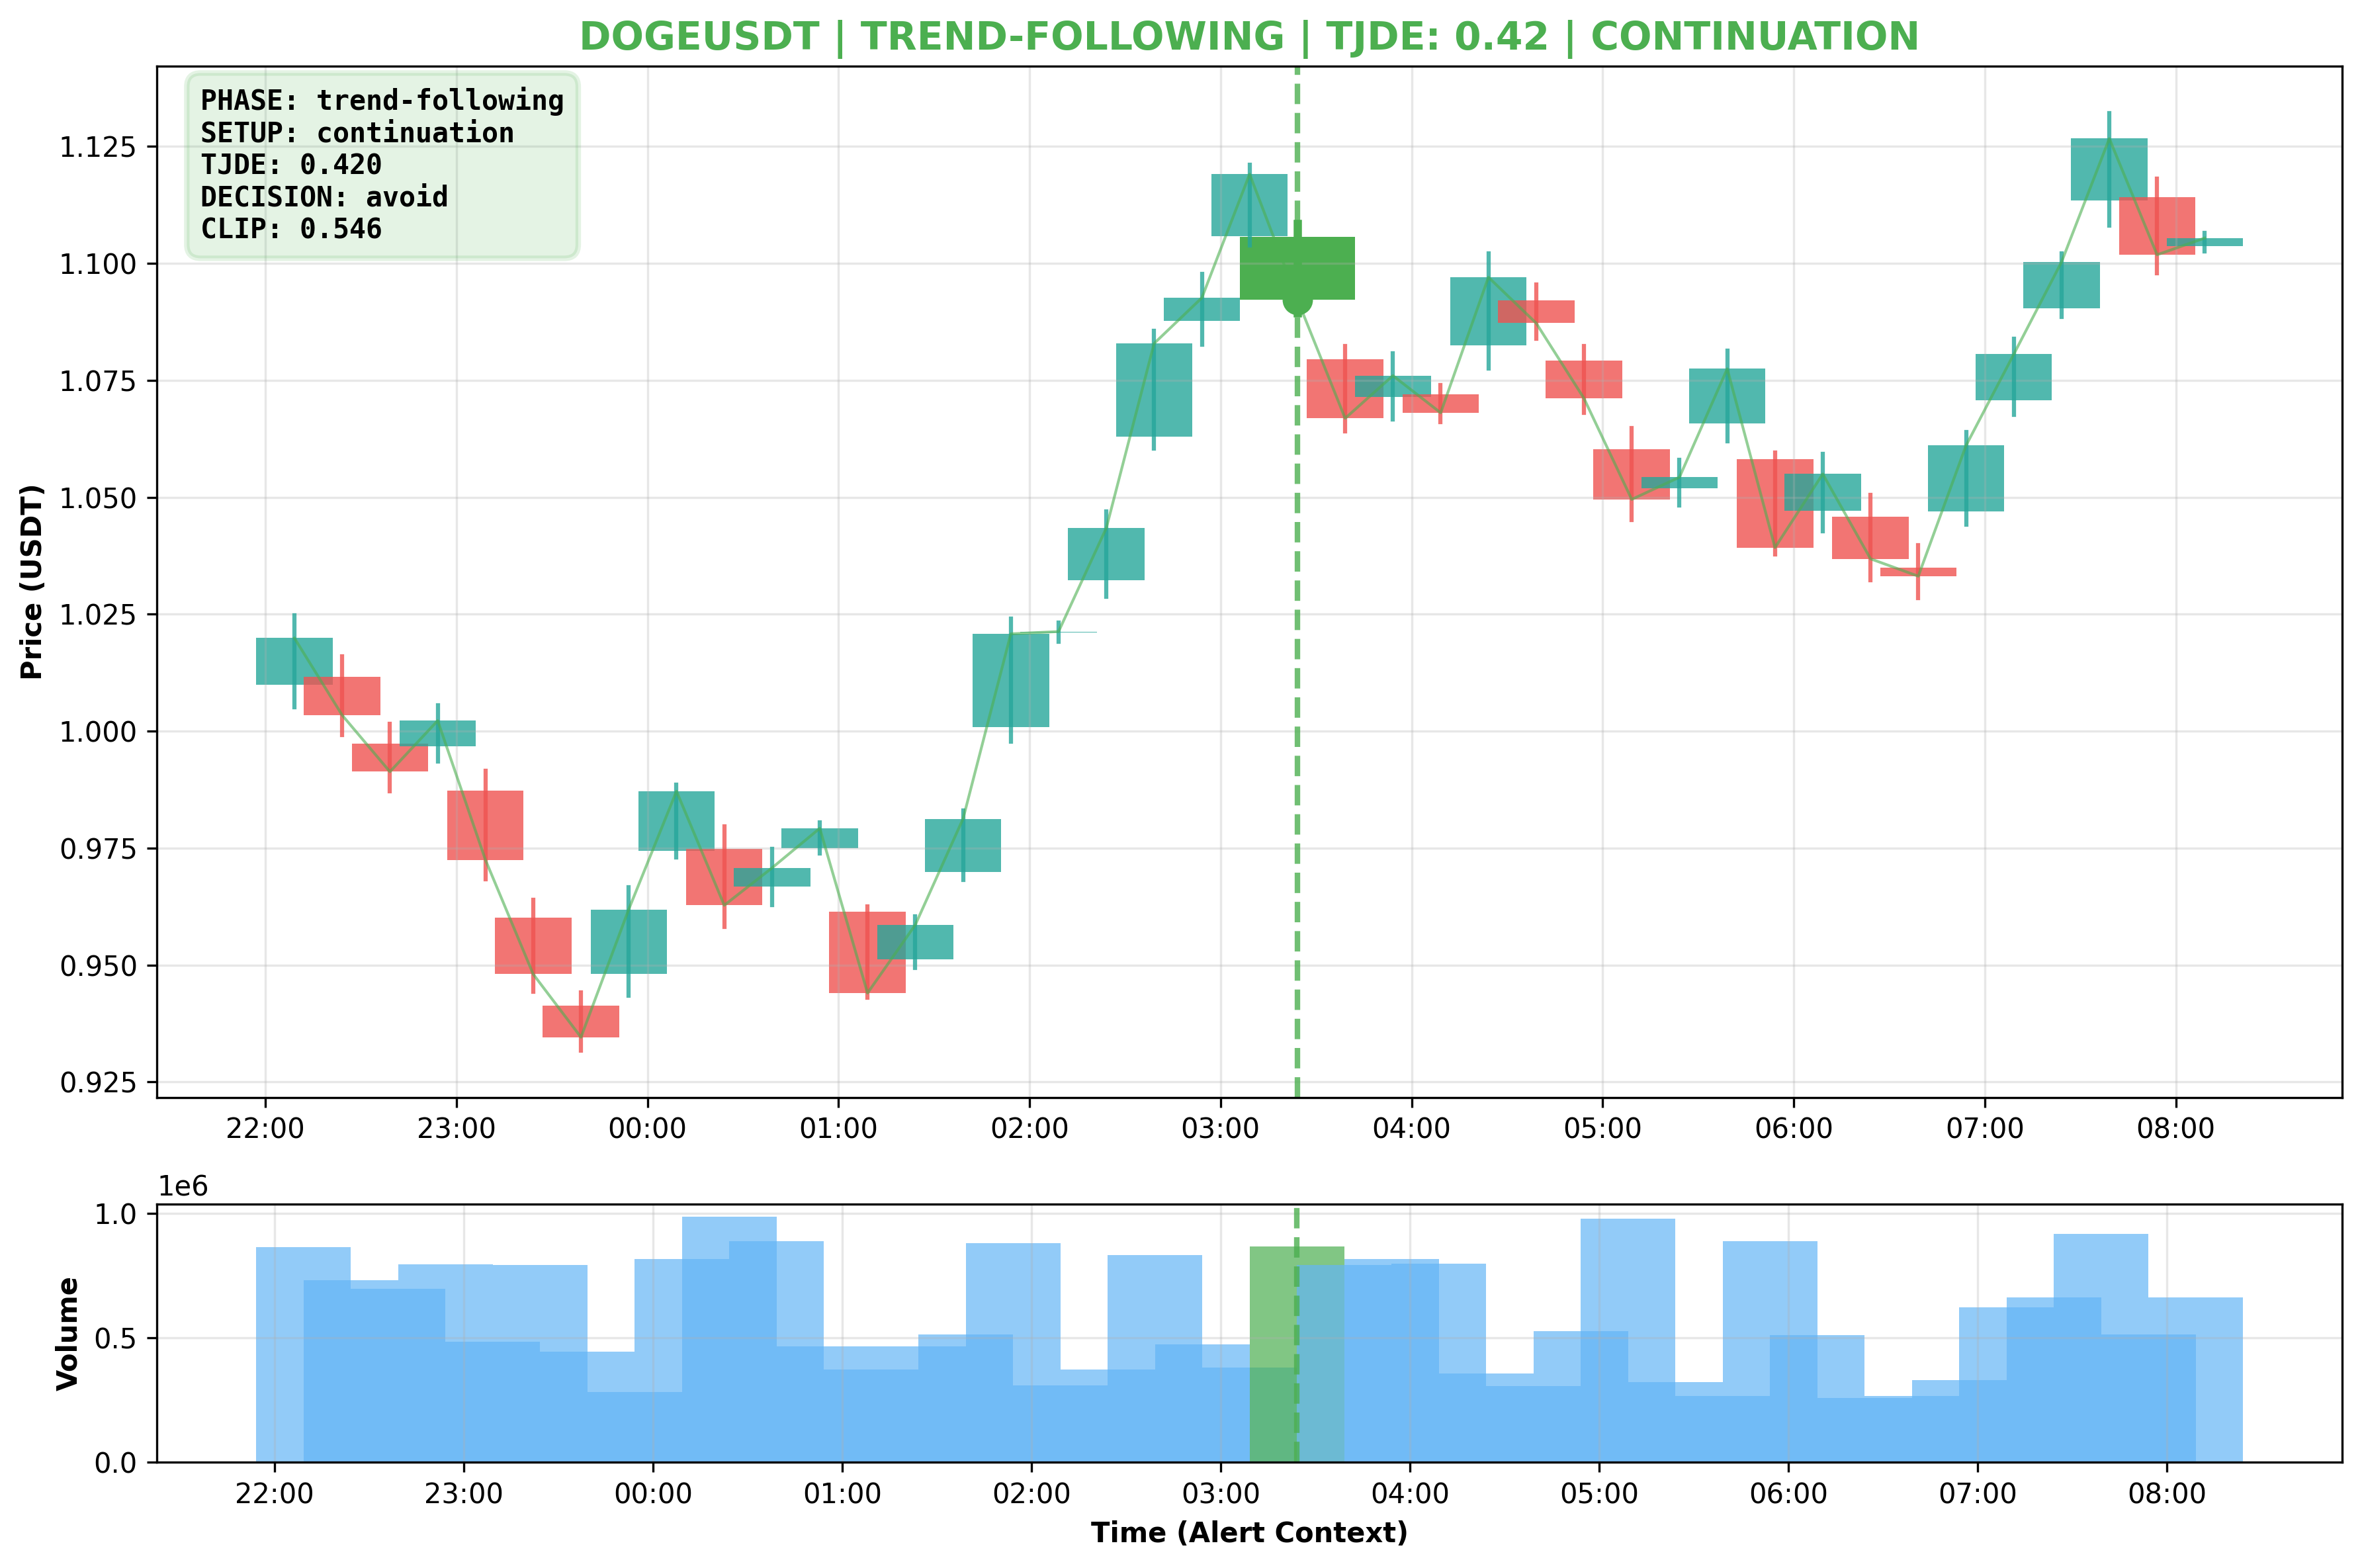 DOGEUSDT | TREND-FOLLOWING | TJDE: 0.42 | CONTINUATION
PHASE: trend-following
SETUP: continuation
TJDE: 0.420
DECISION: avoid
CLIP: 0.546
Price (USDT)
1.125
1.100
1.075
1.050
1.025
1.000
0.975
0.950
0.925
22:00 23:00 00:00 01:00 02:00 03:00 04:00 05:00 06:00 07:00 08:00
1e6
Volume
1.0
0.5
0.0
22:00 23:00 00:00 01:00 02:00 03:00 04:00 05:00 06:00 07:00 08:00
Time (Alert Context)